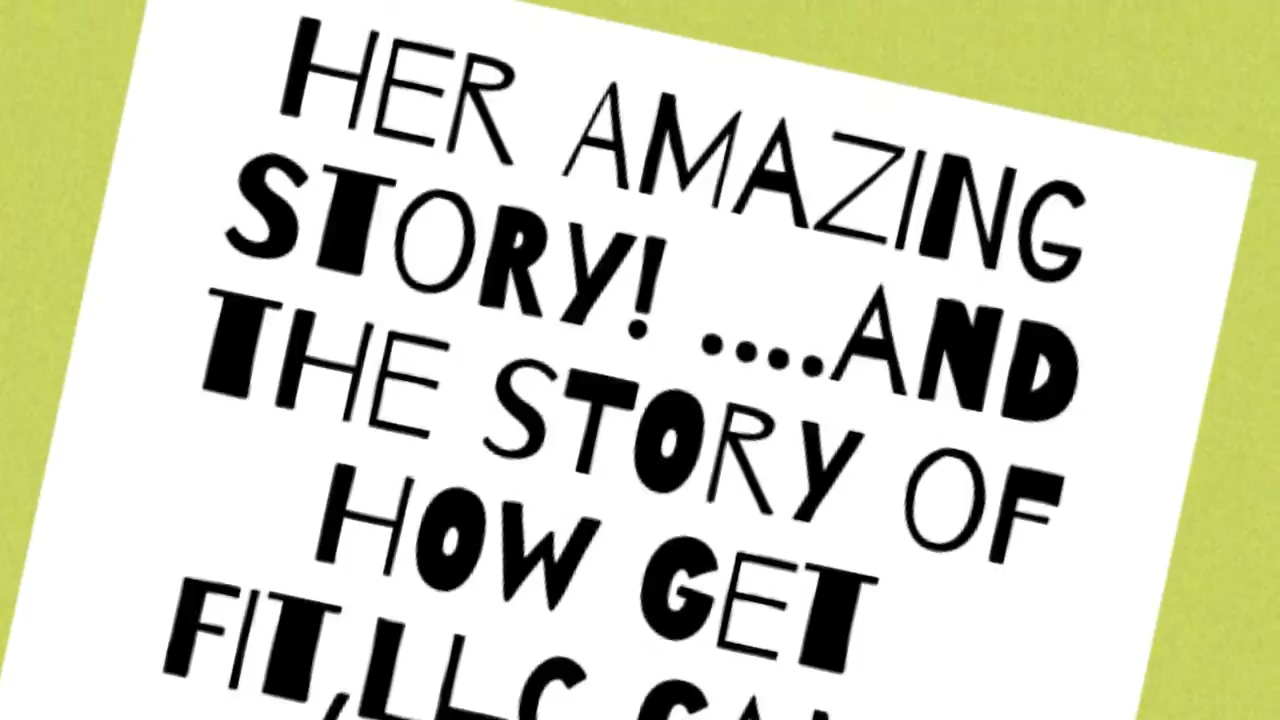 HER AMAZING
STORY! ....AND
THE STORY OF
HOW GET
FIT,LLC